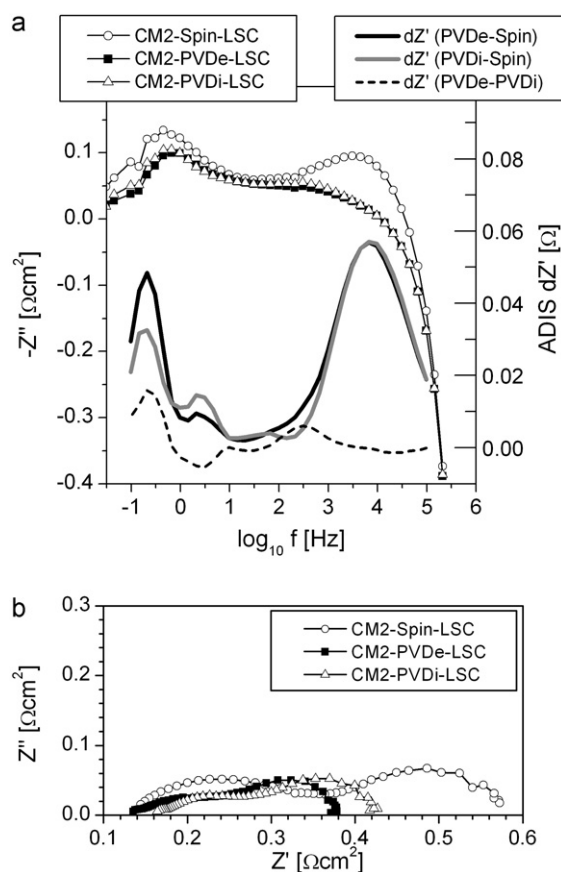 a
CM2-Spin-LSC
CM2-PVDe-LSC
CM2-PVDi-LSC
dZ' (PVDe-Spin)
dZ' (PVDi-Spin)
dZ' (PVDe-PVDi)
-Z" [Ωcm2]
0.1
0.0
-0.1
-0.2
-0.3
-0.4
0.08
0.06
0.04
0.02
0.00
ADIS dZ' [Ω]
-1 0 1 2 3 4 5 6
log10 f [Hz]
b
CM2-Spin-LSC
CM2-PVDe-LSC
CM2-PVDi-LSC
Z" [Ωcm2]
0.3
0.2
0.1
0.0
0.1 0.2 0.3 0.4 0.5 0.6
Z' [Ωcm2]